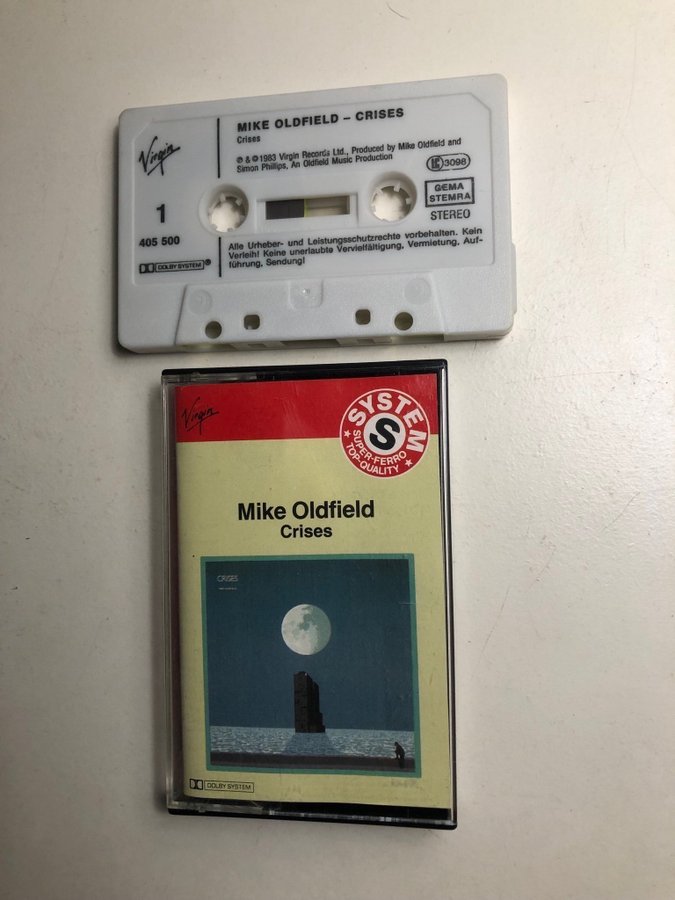 Virgin
MIKE OLDFIELD – CRISES
Crises
℗ & © 1983 Virgin Records Ltd., Produced by Mike Oldfield and
Simon Phillips, An Oldfield Music Production
LC 3098
1
GEMA
STEMRA
STEREO
405 500
Alle Urheber- und Leistungsschutzrechte vorbehalten. Kein
Verleih! Keine unerlaubte Vervielfältigung, Vermietung, Auf-
führung, Sendung!
DOLBY SYSTEM ®
Virgin
SYSTEM
S
SUPER-FERRO
★ TOP-QUALITY ★
Mike Oldfield
Crises
CRISES
DOLBY SYSTEM